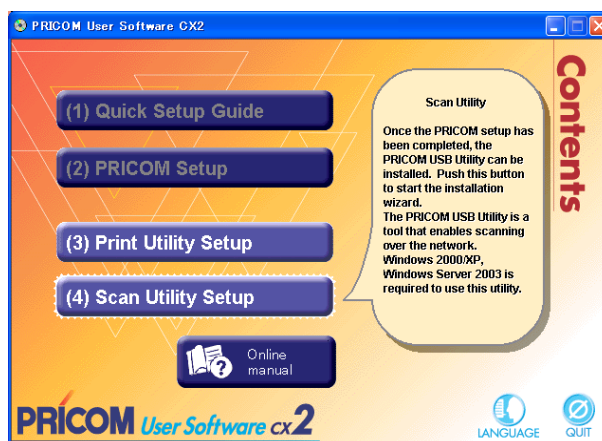 PRICOM User Software CX2
Contents
(1) Quick Setup Guide
(2) PRICOM Setup
(3) Print Utility Setup
(4) Scan Utility Setup
Online
manual
Scan Utility
Once the PRICOM setup has
been completed, the
PRICOM USB Utility can be
installed. Push this button
to start the installation
wizard.
The PRICOM USB Utility is a
tool that enables scanning
over the network.
Windows 2000/XP,
Windows Server 2003 is
required to use this utility.
PRICOM User Software CX2
LANGUAGE
QUIT